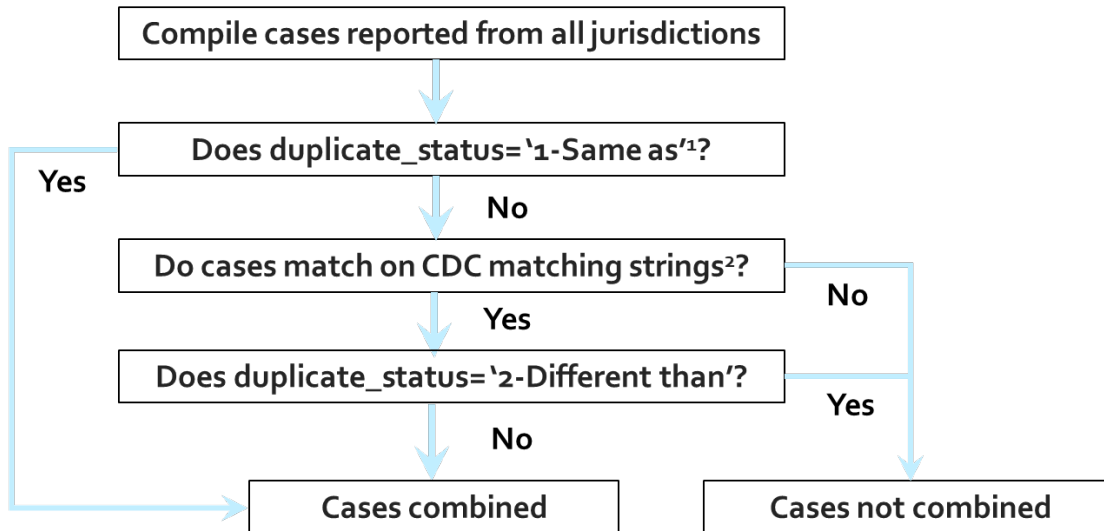 Compile cases reported from all jurisdictions
Does duplicate_status=‘1-Same as’¹?
Yes
No
Do cases match on CDC matching strings²?
No
Yes
Does duplicate_status=‘2-Different than’?
Yes
No
Cases combined
Cases not combined